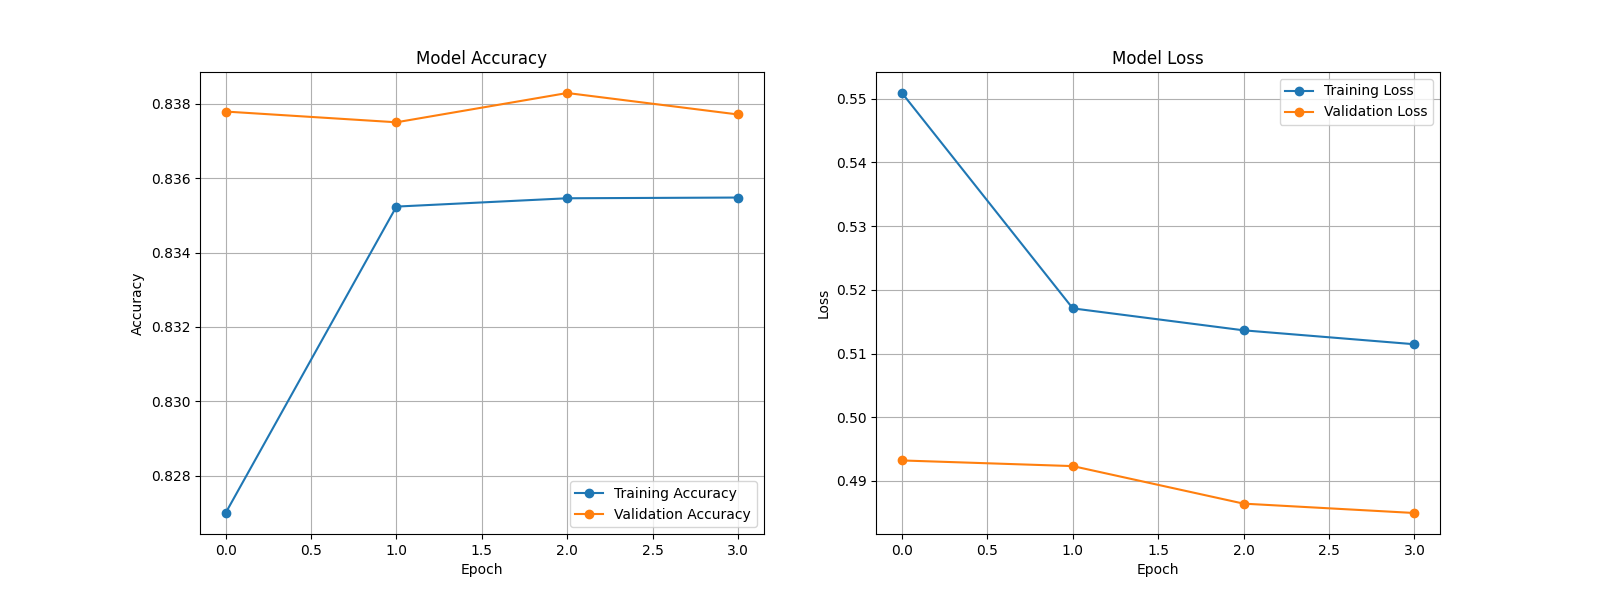 Model Accuracy
0.838
0.836
0.834
0.832
0.830
0.828
Accuracy
Training Accuracy
Validation Accuracy
0.0 0.5 1.0 1.5 2.0 2.5 3.0
Epoch
Model Loss
0.55
0.54
0.53
0.52
0.51
0.50
0.49
Loss
Training Loss
Validation Loss
0.0 0.5 1.0 1.5 2.0 2.5 3.0
Epoch